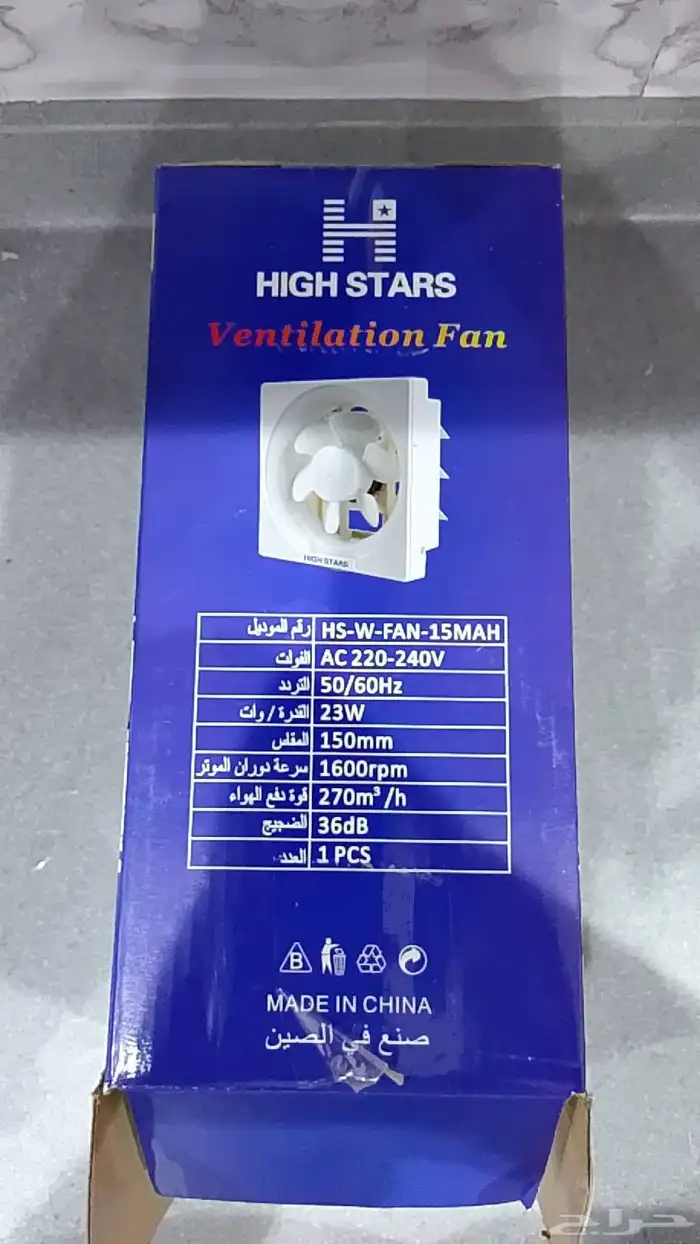 HIGH STARS
Ventilation Fan
HIGH STARS
رقم الموديل HS-W-FAN-15MAH
الفولت AC 220-240V
التردد 50/60Hz
القدرة / وات 23W
المقاس 150mm
سرعة دوران الموتر 1600rpm
قوة دفع الهواء 270m³/h
الضجيج 36dB
العدد 1 PCS
B
MADE IN CHINA
صنع في الصين
حراج